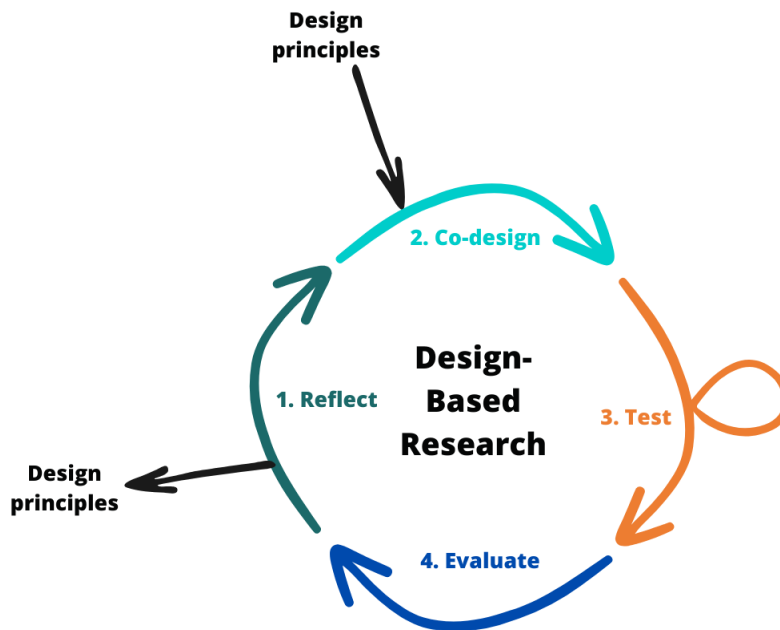 Design
principles
2. Co-design
Design-
Based
Research
1. Reflect
3. Test
Design
principles
4. Evaluate